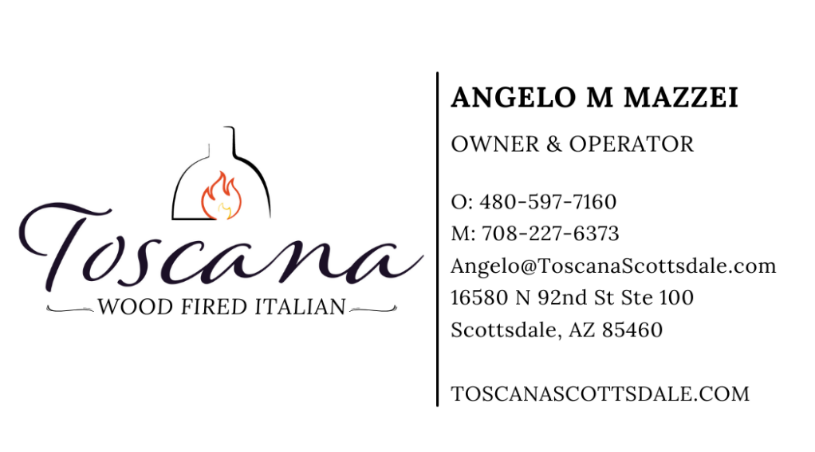 Toscana
WOOD FIRED ITALIAN
ANGELO M MAZZEI
OWNER & OPERATOR
O: 480-597-7160
M: 708-227-6373
Angelo@ToscanaScottsdale.com
16580 N 92nd St Ste 100
Scottsdale, AZ 85460
TOSCANASCOTTSDALE.COM